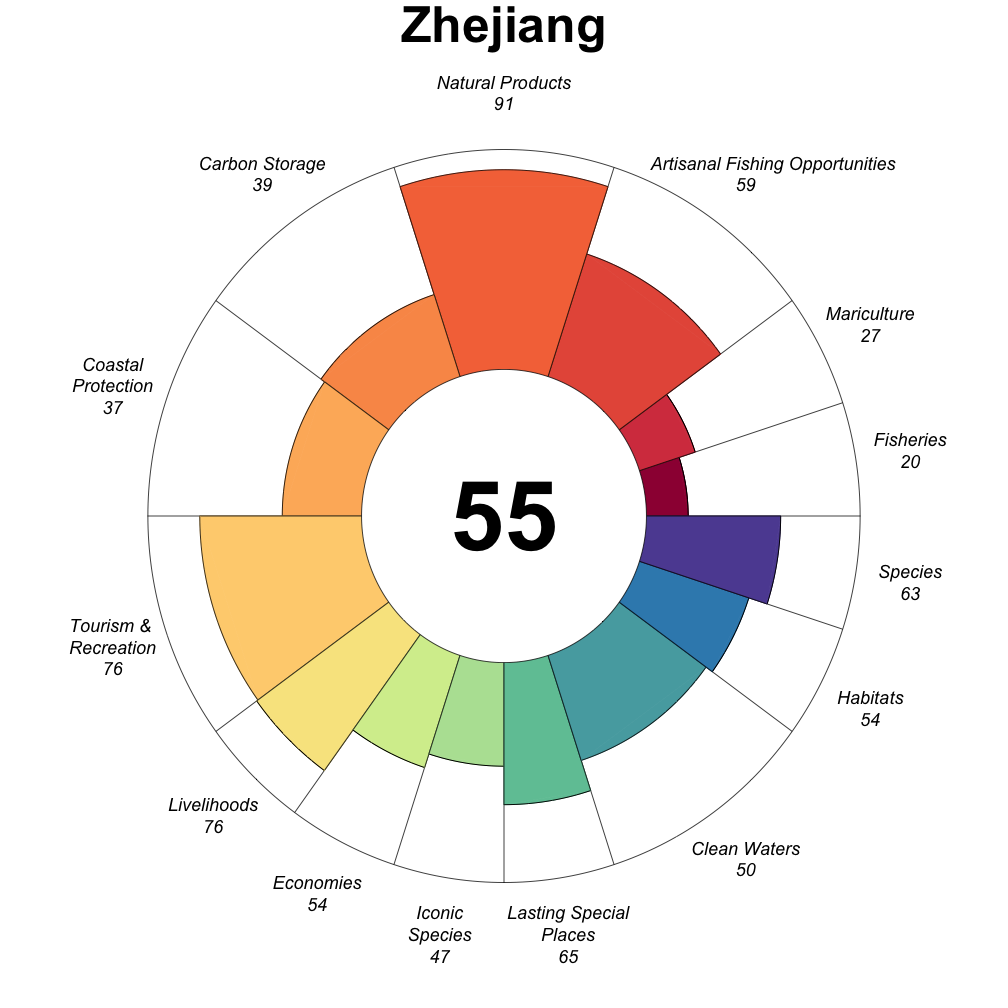 Zhejiang
Natural Products
91
Carbon Storage
39
Artisanal Fishing Opportunities
59
Mariculture
27
Coastal
Protection
37
Fisheries
20
55
Species
63
Tourism &
Recreation
76
Habitats
54
Livelihoods
76
Clean Waters
50
Economies
54
Iconic
Species
47
Lasting Special
Places
65